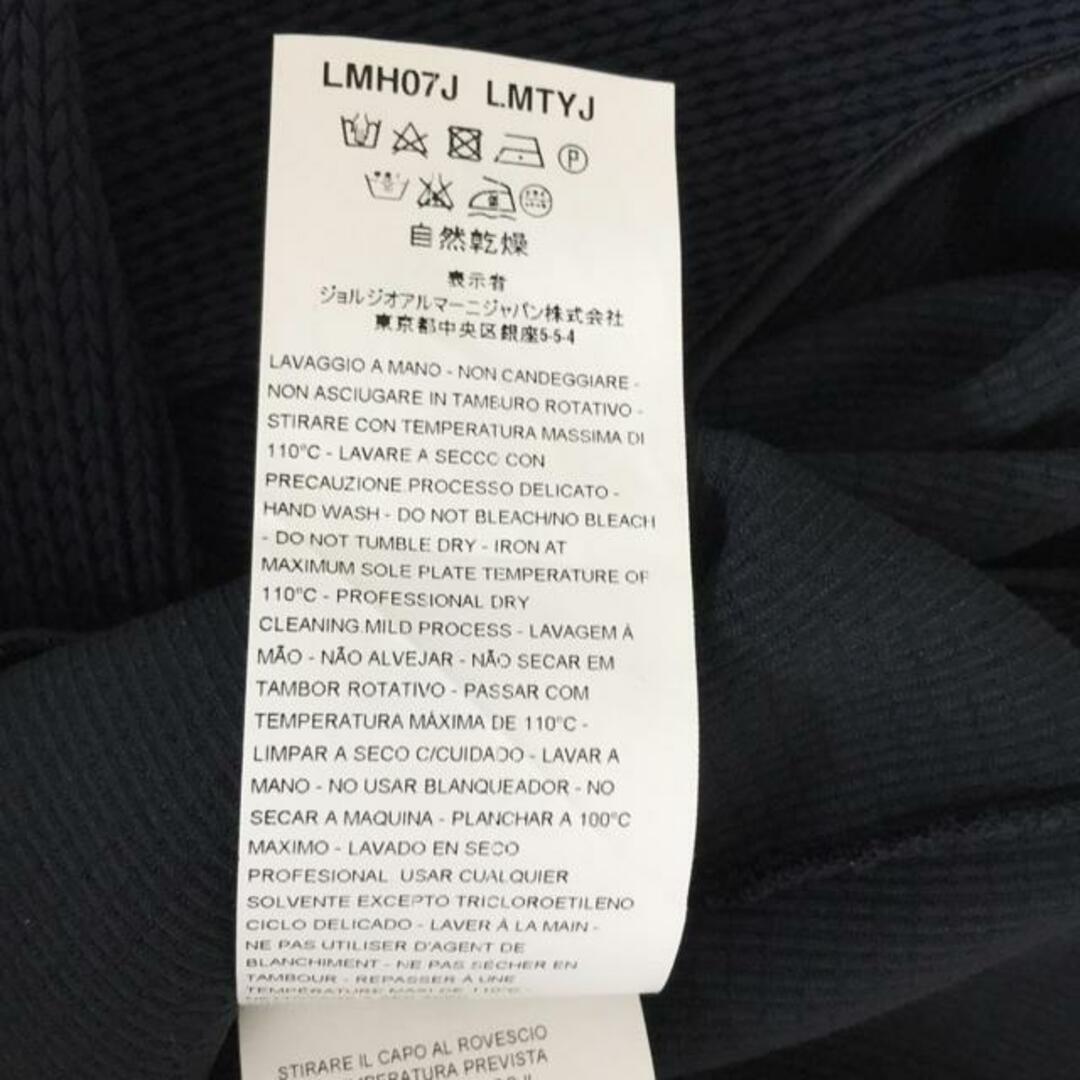 LMH07J LMTYJ
P
自然乾燥
表示者
ジョルジオアルマーニジャパン株式会社
東京都中央区銀座5-5-4
LAVAGGIO A MANO - NON CANDEGGIARE -
NON ASCIUGARE IN TAMBURO ROTATIVO -
STIRARE CON TEMPERATURA MASSIMA DI
110°C - LAVARE A SECCO CON
PRECAUZIONE.PROCESSO DELICATO -
HAND WASH - DO NOT BLEACH/NO BLEACH
- DO NOT TUMBLE DRY - IRON AT
MAXIMUM SOLE PLATE TEMPERATURE OF
110°C - PROFESSIONAL DRY
CLEANING.MILD PROCESS - LAVAGEM À
MÃO - NÃO ALVEJAR - NÃO SECAR EM
TAMBOR ROTATIVO - PASSAR COM
TEMPERATURA MÁXIMA DE 110°C -
LIMPAR A SECO C/CUIDADO - LAVAR A
MANO - NO USAR BLANQUEADOR - NO
SECAR A MAQUINA - PLANCHAR A 100°C
MAXIMO - LAVADO EN SECO
PROFESIONAL USAR CUALQUIER
SOLVENTE EXCEPTO TRICLOROETILENO
CICLO DELICADO - LAVER À LA MAIN -
NE PAS UTILISER D'AGENT DE
BLANCHIMENT - NE PAS SÉCHER EN
TAMBOUR - REPASSER À UNE
TEMPÉRATURE MAXI DE 110°C -
STIRARE IL CAPO AL ROVESCIO
TEMPERATURA PREVISTA